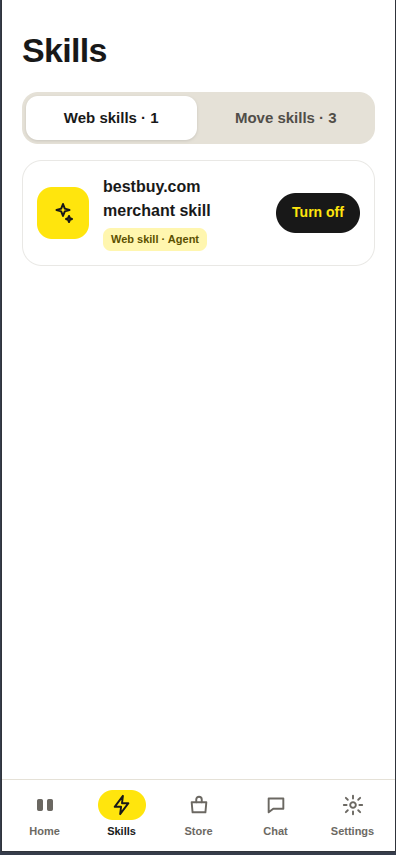 Skills
Web skills · 1
Move skills · 3
bestbuy.com
merchant skill
Web skill · Agent
Turn off
Home
Skills
Store
Chat
Settings